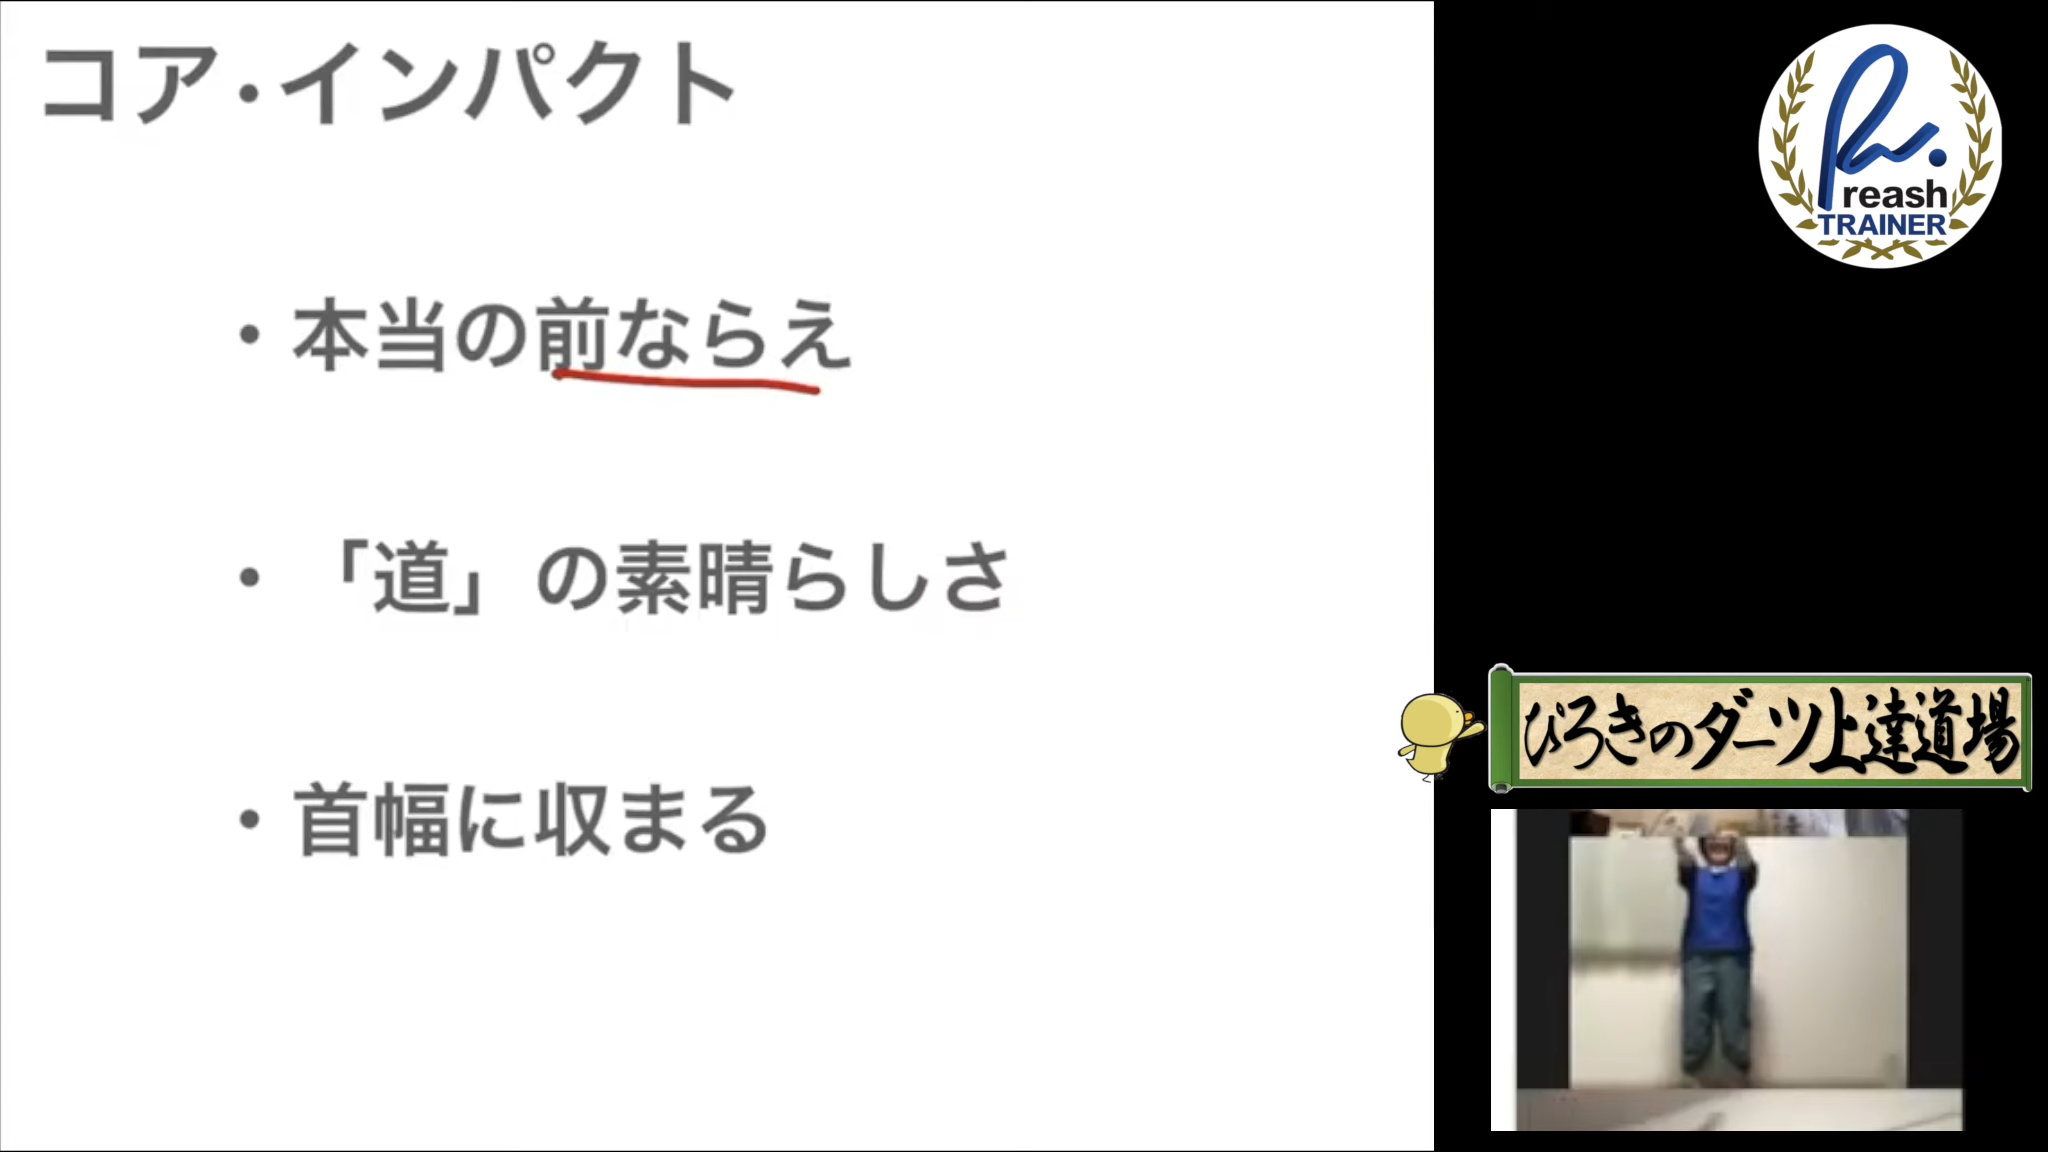 コア・インパクト
・本当の前ならえ
・「道」の素晴らしさ
・首幅に収まる
R.
reash
TRAINER
ぴろきのダーツ上達道場